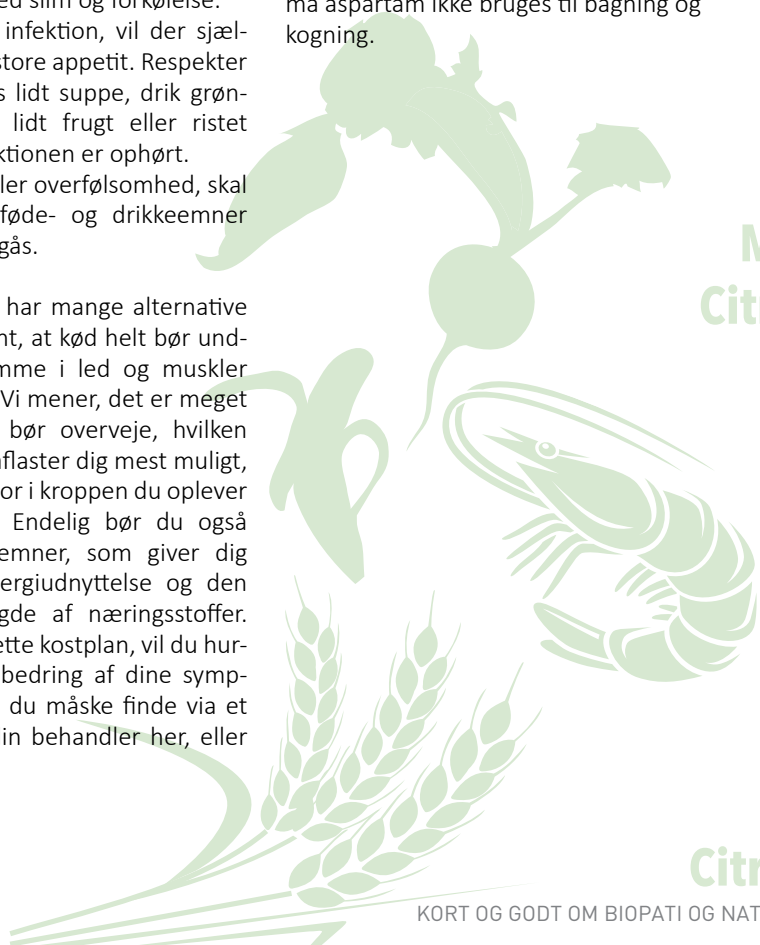 ed slim og forkølelse.
infektion, vil der sjæl-
store appetit. Respekter
s lidt suppe, drik grøn-
lidt frugt eller ristet
ktionen er ophørt.
ler overfølsomhed, skal
føde- og drikkeemner
gås.
har mange alternative
nt, at kød helt bør und-
mme i led og muskler
Vi mener, det er meget
bør overveje, hvilken
aflaster dig mest muligt,
or i kroppen du oplever
Endelig bør du også
emner, som giver dig
ergiudnyttelse og den
gde af næringsstoffer.
ette kostplan, vil du hur-
bedring af dine symp-
du måske finde via et
in behandler her, eller
må aspartam ikke bruges til bagning og
kogning.
M
Citr
Citr
KORT OG GODT OM BIOPATI OG NAT